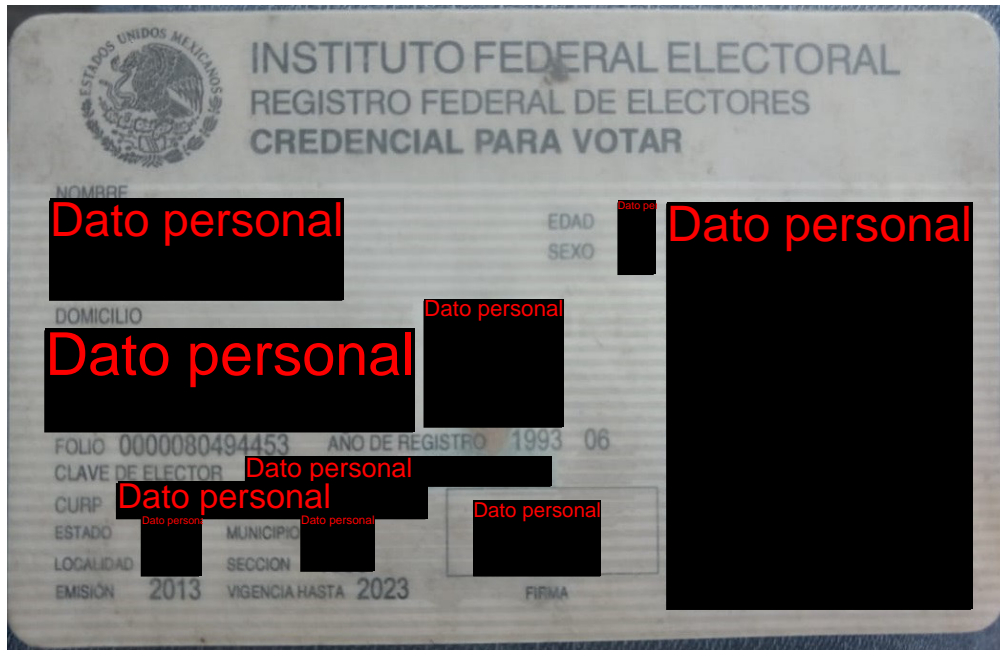 ESTADOS UNIDOS MEXICANOS
INSTITUTO FEDERAL ELECTORAL
REGISTRO FEDERAL DE ELECTORES
CREDENCIAL PARA VOTAR
NOMBRE
Dato personal
EDAD
SEXO
Dato pe
Dato personal
DOMICILIO
Dato personal
Dato personal
FOLIO 0000080494453 AÑO DE REGISTRO 1993 06
CLAVE DE ELECTOR Dato personal
CURP Dato personal
ESTADO Dato persona MUNICIPIO Dato personal
Dato personal
LOCALIDAD SECCION
EMISIÓN 2013 VIGENCIA HASTA 2023 FIRMA